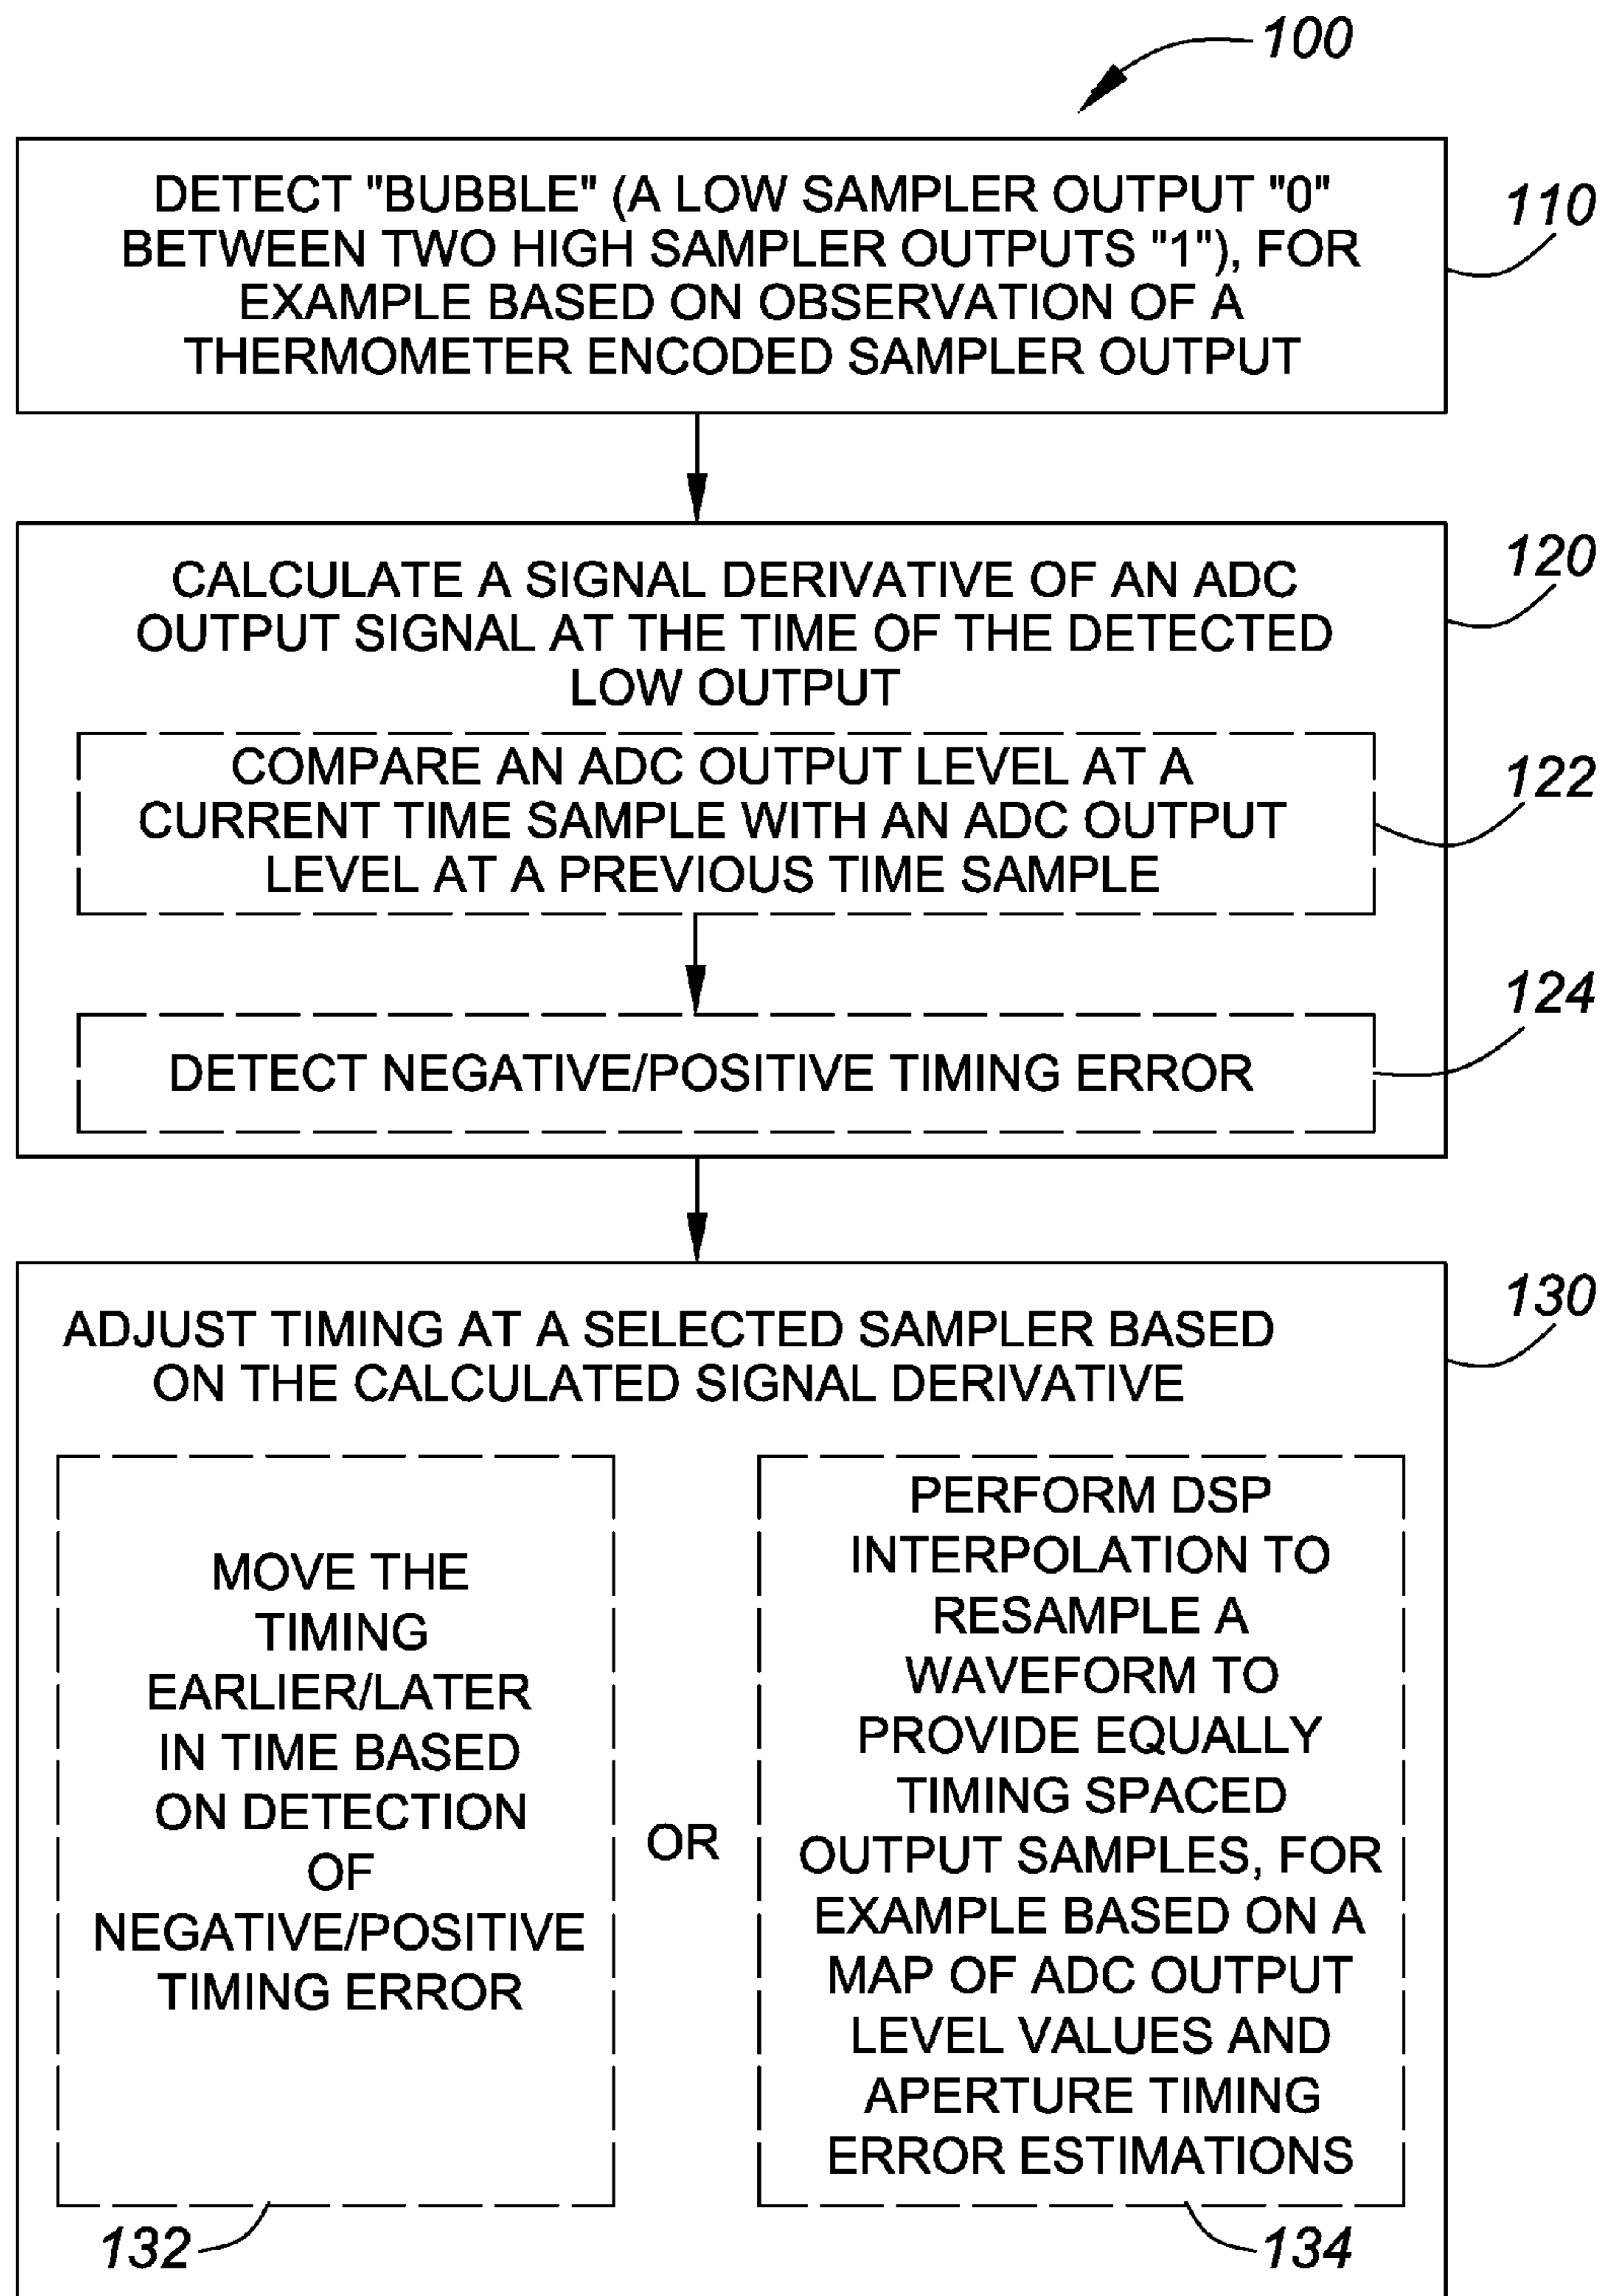 100
DETECT "BUBBLE" (A LOW SAMPLER OUTPUT "0"
BETWEEN TWO HIGH SAMPLER OUTPUTS "1"), FOR
EXAMPLE BASED ON OBSERVATION OF A
THERMOMETER ENCODED SAMPLER OUTPUT
110
CALCULATE A SIGNAL DERIVATIVE OF AN ADC
OUTPUT SIGNAL AT THE TIME OF THE DETECTED
LOW OUTPUT
120
COMPARE AN ADC OUTPUT LEVEL AT A
CURRENT TIME SAMPLE WITH AN ADC OUTPUT
LEVEL AT A PREVIOUS TIME SAMPLE
122
DETECT NEGATIVE/POSITIVE TIMING ERROR
124
ADJUST TIMING AT A SELECTED SAMPLER BASED
ON THE CALCULATED SIGNAL DERIVATIVE
130
MOVE THE
TIMING
EARLIER/LATER
IN TIME BASED
ON DETECTION
OF
NEGATIVE/POSITIVE
TIMING ERROR
132
OR
PERFORM DSP
INTERPOLATION TO
RESAMPLE A
WAVEFORM TO
PROVIDE EQUALLY
TIMING SPACED
OUTPUT SAMPLES, FOR
EXAMPLE BASED ON A
MAP OF ADC OUTPUT
LEVEL VALUES AND
APERTURE TIMING
ERROR ESTIMATIONS
134